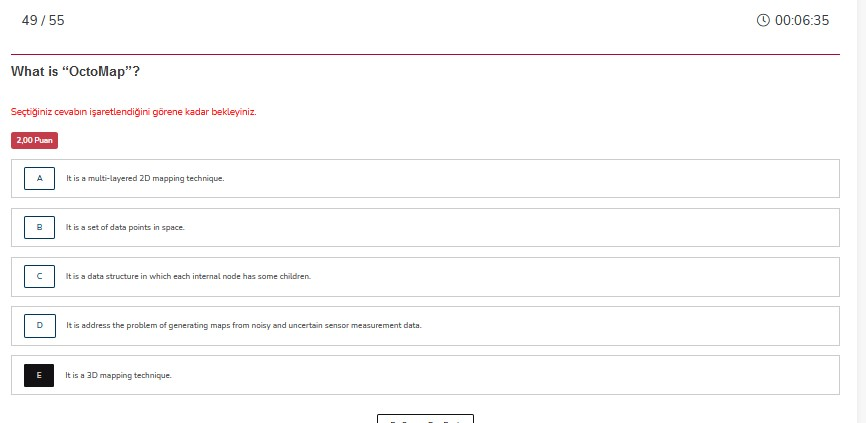 49 / 55
00:06:35
What is “OctoMap”?
Seçtiğiniz cevabın işaretlendiğini görene kadar bekleyiniz.
2,00 Puan
A It is a multi-layered 2D mapping technique.
B It is a set of data points in space.
C It is a data structure in which each internal node has some children.
D It is address the problem of generating maps from noisy and uncertain sensor measurement data.
E It is a 3D mapping technique.